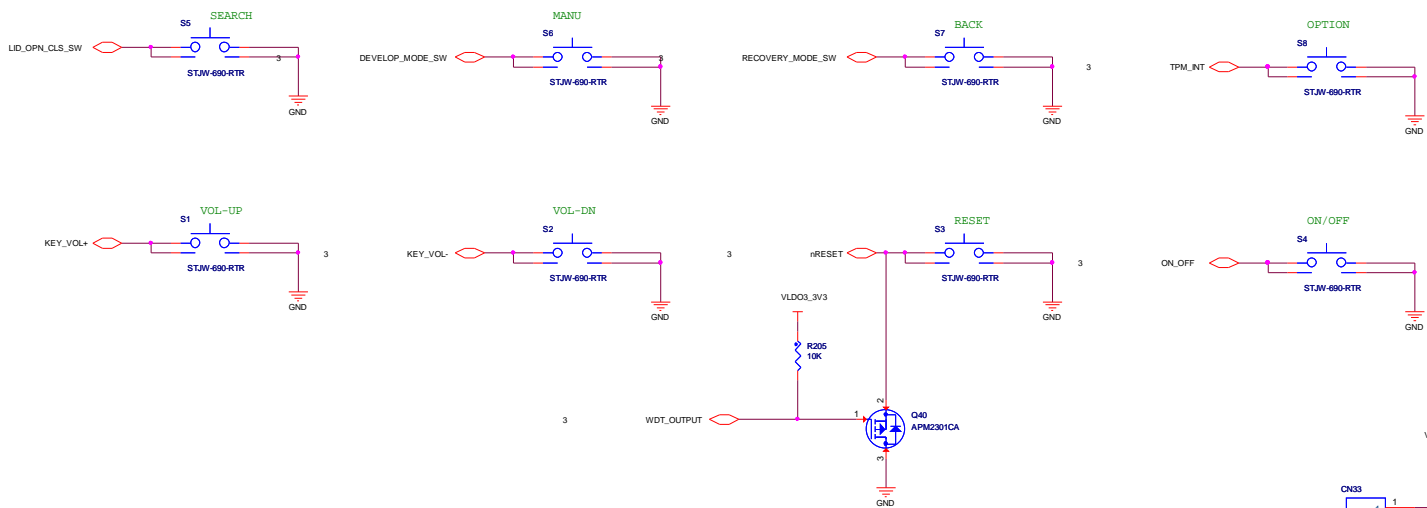 SEARCH
S5
LID_OPN_CLS_SW
3
STJW-690-RTR
GND
MANU
S6
DEVELOP_MODE_SW
3
STJW-690-RTR
GND
BACK
S7
RECOVERY_MODE_SW
3
STJW-690-RTR
GND
OPTION
S8
TPM_INT
STJW-690-RTR
GND
VOL-UP
S1
KEY_VOL+
3
STJW-690-RTR
GND
VOL-DN
S2
KEY_VOL-
3
STJW-690-RTR
GND
RESET
S3
nRESET
3
STJW-690-RTR
GND
ON/OFF
S4
ON_OFF
STJW-690-RTR
GND
VLDO3_3V3
R205
10K
3
WDT_OUTPUT
1
2
Q40
APM2301CA
3
GND
CN33
1
1